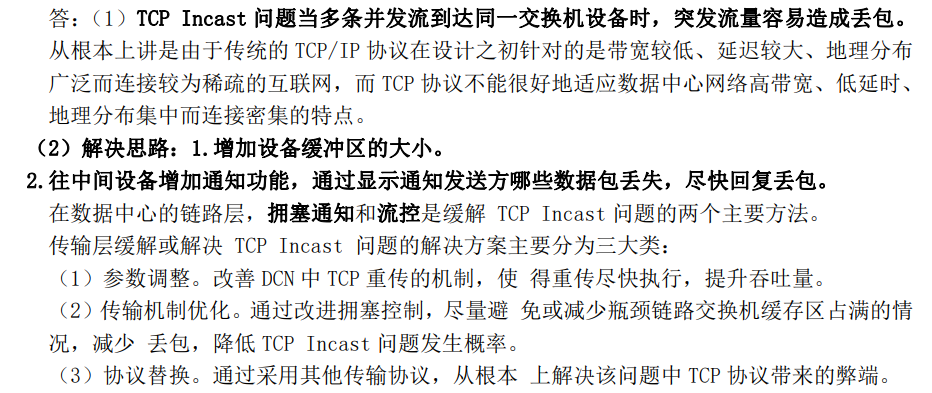 答:(1)TCP Incast 问题当多条并发流到达同一交换机设备时,突发流量容易造成丢包。
从根本上讲是由于传统的 TCP/IP 协议在设计之初针对的是带宽较低、延迟较大、地理分布
广泛而连接较为稀疏的互联网,而 TCP 协议不能很好地适应数据中心网络高带宽、低延时、
地理分布集中而连接密集的特点。
(2)解决思路:1.增加设备缓冲区的大小。
2.往中间设备增加通知功能,通过显示通知发送方哪些数据包丢失,尽快回复丢包。
在数据中心的链路层,拥塞通知和流控是缓解 TCP Incast 问题的两个主要方法。
传输层缓解或解决 TCP Incast 问题的解决方案主要分为三大类:
(1)参数调整。改善 DCN 中 TCP 重传的机制,使 得重传尽快执行,提升吞吐量。
(2)传输机制优化。通过改进拥塞控制,尽量避 免或减少瓶颈链路交换机缓存区占满的情
况,减少 丢包,降低 TCP Incast 问题发生概率。
(3)协议替换。通过采用其他传输协议,从根本 上解决该问题中 TCP 协议带来的弊端。